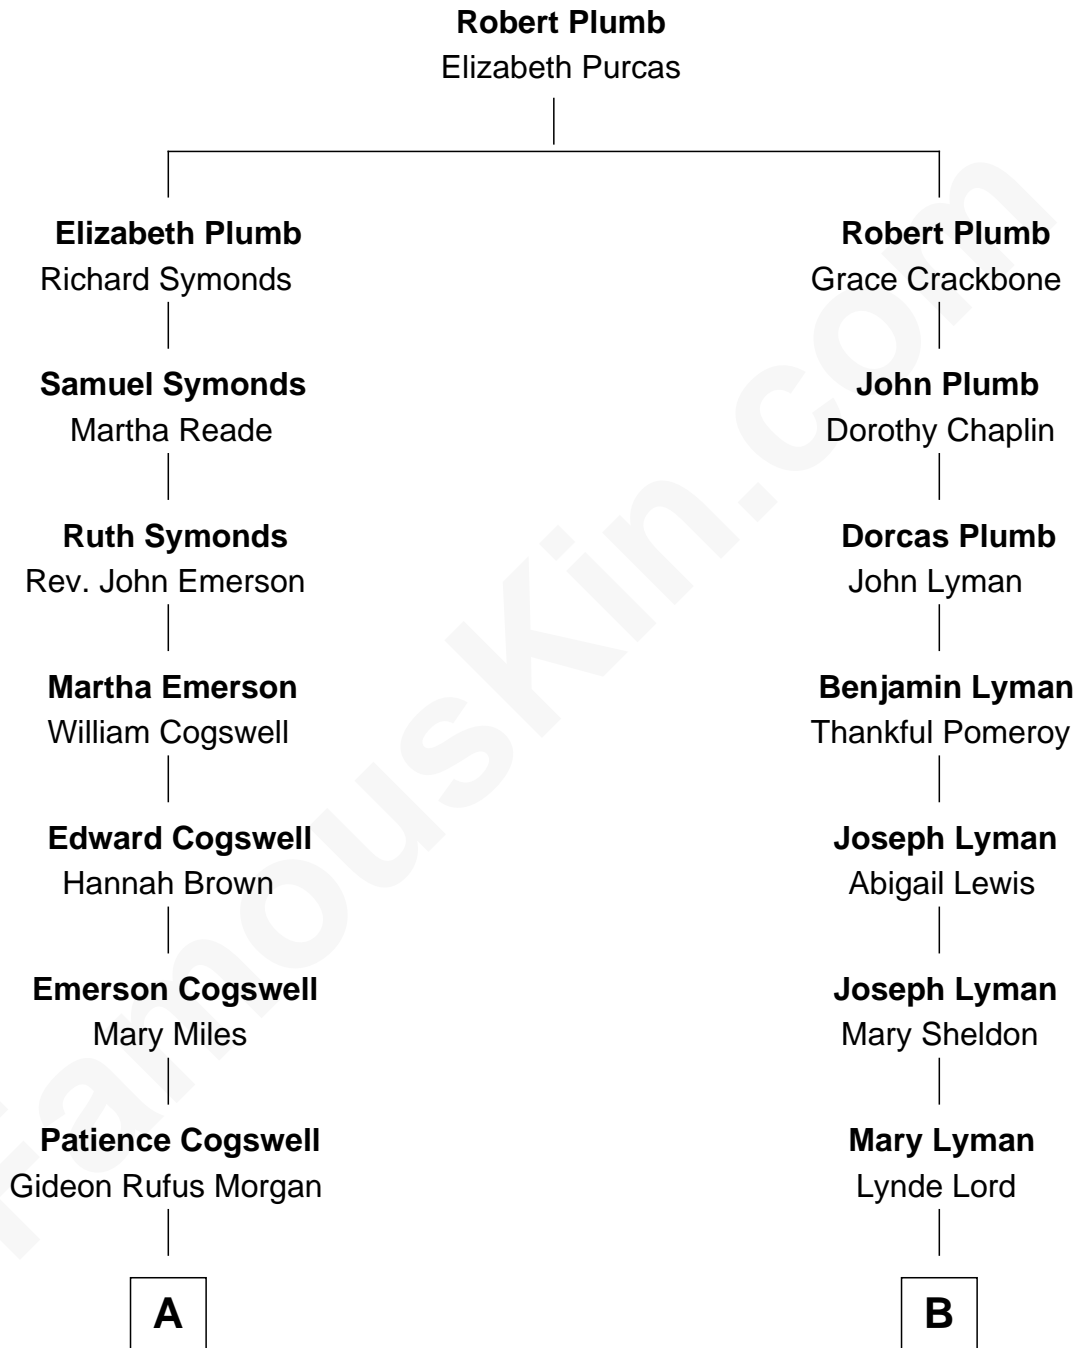 Robert Plumb
Elizabeth Purcas
Elizabeth Plumb
Richard Symonds
Robert Plumb
Grace Crackbone
Samuel Symonds
Martha Reade
John Plumb
Dorothy Chaplin
Ruth Symonds
Rev. John Emerson
Dorcas Plumb
John Lyman
Martha Emerson
William Cogswell
Benjamin Lyman
Thankful Pomeroy
Edward Cogswell
Hannah Brown
Joseph Lyman
Abigail Lewis
Emerson Cogswell
Mary Miles
Joseph Lyman
Mary Sheldon
Patience Cogswell
Gideon Rufus Morgan
Mary Lyman
Lynde Lord
A
B
FamousKin.com